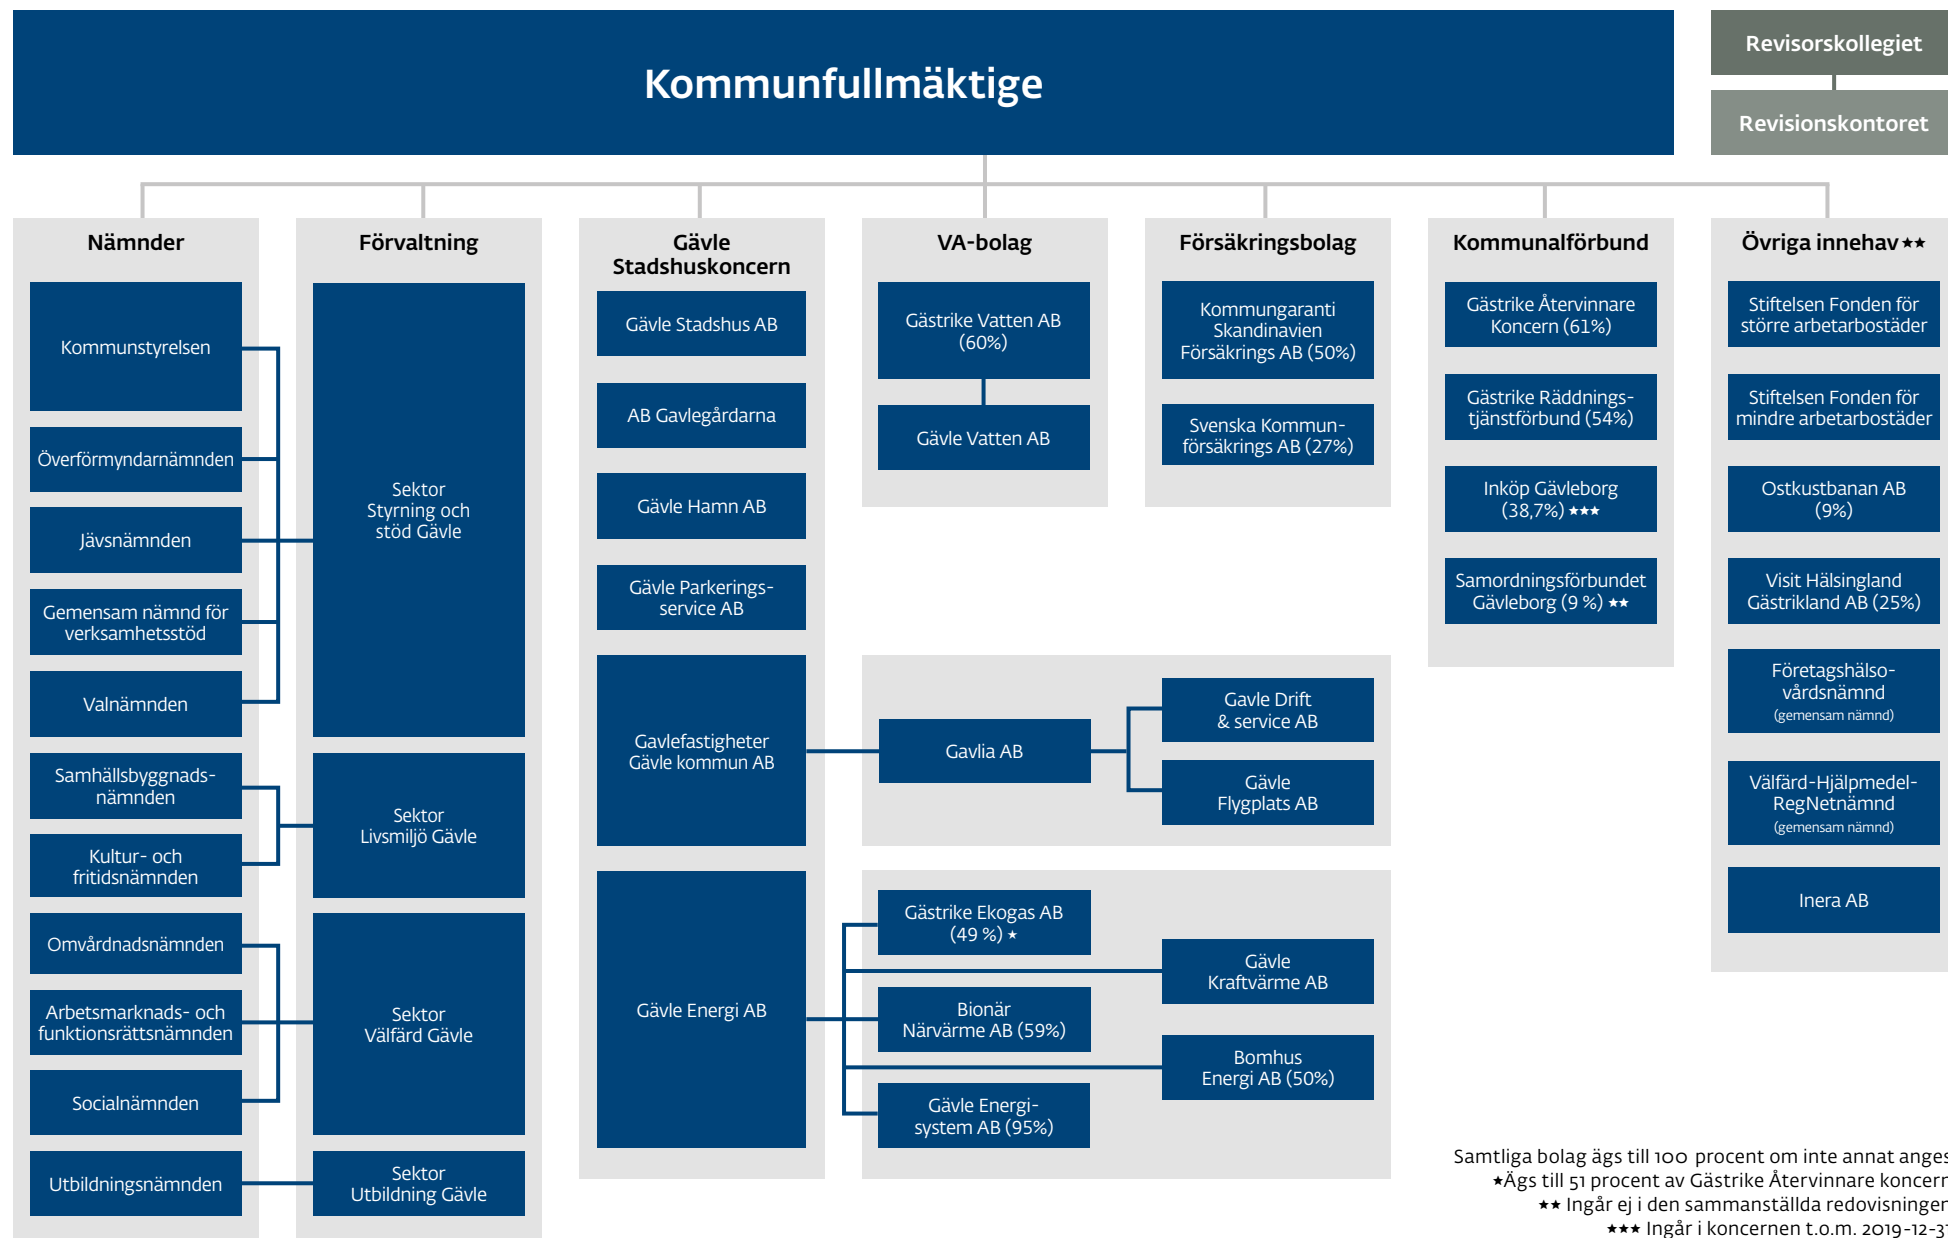 Kommunfullmäktige
Revisorskollegiet
Revisionskontoret
Nämnder
Kommunstyrelsen
Överförmyndarnämnden
Jävsnämnden
Gemensam nämnd för
verksamhetsstöd
Valnämnden
Samhällsbyggnads-
nämnden
Kultur- och
fritidsnämnden
Omvårdnadsnämnden
Arbetsmarknads- och
funktionsrättsnämnden
Socialnämnden
Utbildningsnämnden
Förvaltning
Sektor
Styrning och
stöd Gävle
Sektor
Livsmiljö Gävle
Sektor
Välfärd Gävle
Sektor
Utbildning Gävle
Gävle
Stadshuskoncern
Gävle Stadshus AB
AB Gavlegårdarna
Gävle Hamn AB
Gävle Parkerings-
service AB
Gavlefastigheter
Gävle kommun AB
Gävle Energi AB
VA-bolag
Gästrike Vatten AB
(60%)
Gävle Vatten AB
Försäkringsbolag
Kommungaranti
Skandinavien
Försäkrings AB (50%)
Svenska Kommun-
försäkrings AB (27%)
Gavlia AB
Gavle Drift
& service AB
Gävle
Flygplats AB
Gästrike Ekogas AB
(49 %) ★
Gävle
Kraftvärme AB
Bionär
Närvärme AB (59%)
Bomhus
Energi AB (50%)
Gävle Energi-
system AB (95%)
Kommunalförbund
Gästrike Återvinnare
Koncern (61%)
Gästrike Räddnings-
tjänstförbund (54%)
Inköp Gävleborg
(38,7%) ★★★
Samordningsförbundet
Gävleborg (9 %) ★★
Övriga innehav ★★
Stiftelsen Fonden för
större arbetarbostäder
Stiftelsen Fonden för
mindre arbetarbostäder
Ostkustbanan AB
(9%)
Visit Hälsingland
Gästrikland AB (25%)
Företagshälso-
vårdsnämnd
(gemensam nämnd)
Välfärd-Hjälpmedel-
RegNetnämnd
(gemensam nämnd)
Inera AB
Samtliga bolag ägs till 100 procent om inte annat anges
★Ägs till 51 procent av Gästrike Återvinnare koncern
★★ Ingår ej i den sammanställda redovisningen
★★★ Ingår i koncernen t.o.m. 2019-12-31